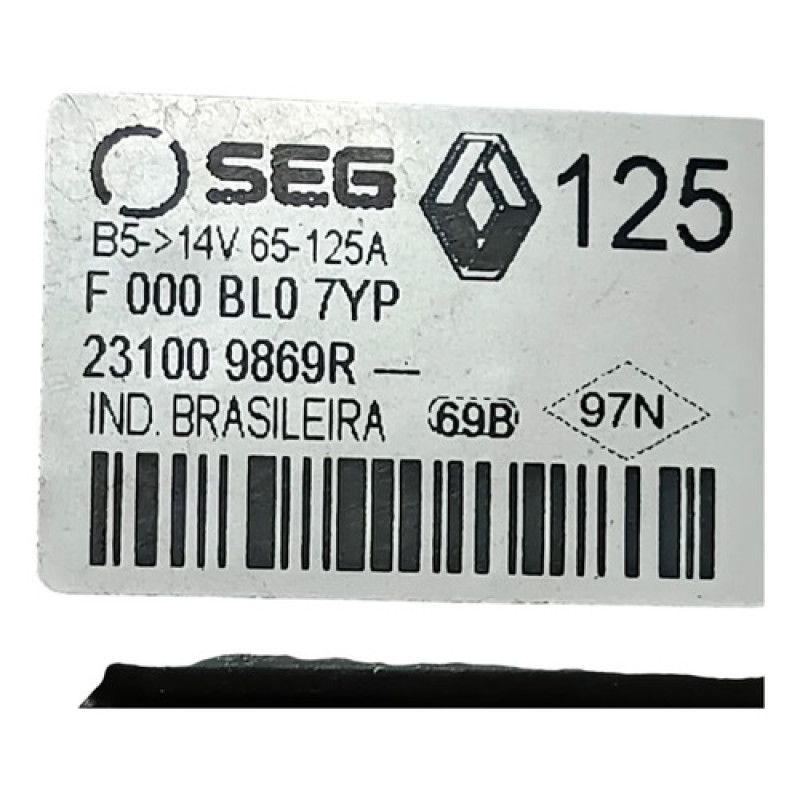 SEG 125
B5->14V 65-125A
F 000 BL0 7YP
23100 9869R —
IND. BRASILEIRA 69B 97N